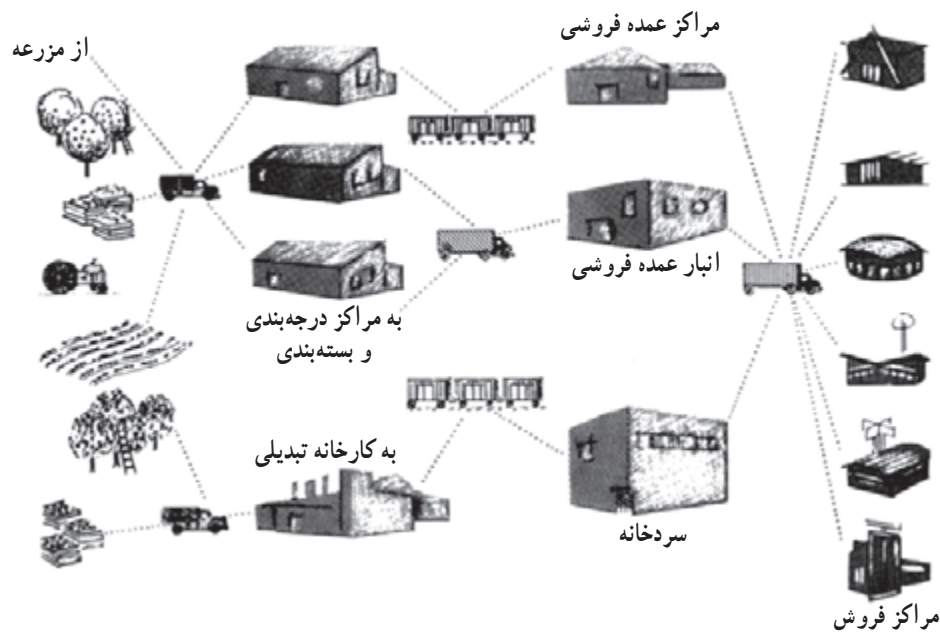 از مزرعه
مراکز عمده فروشی
به مراکز درجه‌بندی
و بسته‌بندی
انبار عمده فروشی
به کارخانه تبدیلی
سردخانه
مراکز فروش